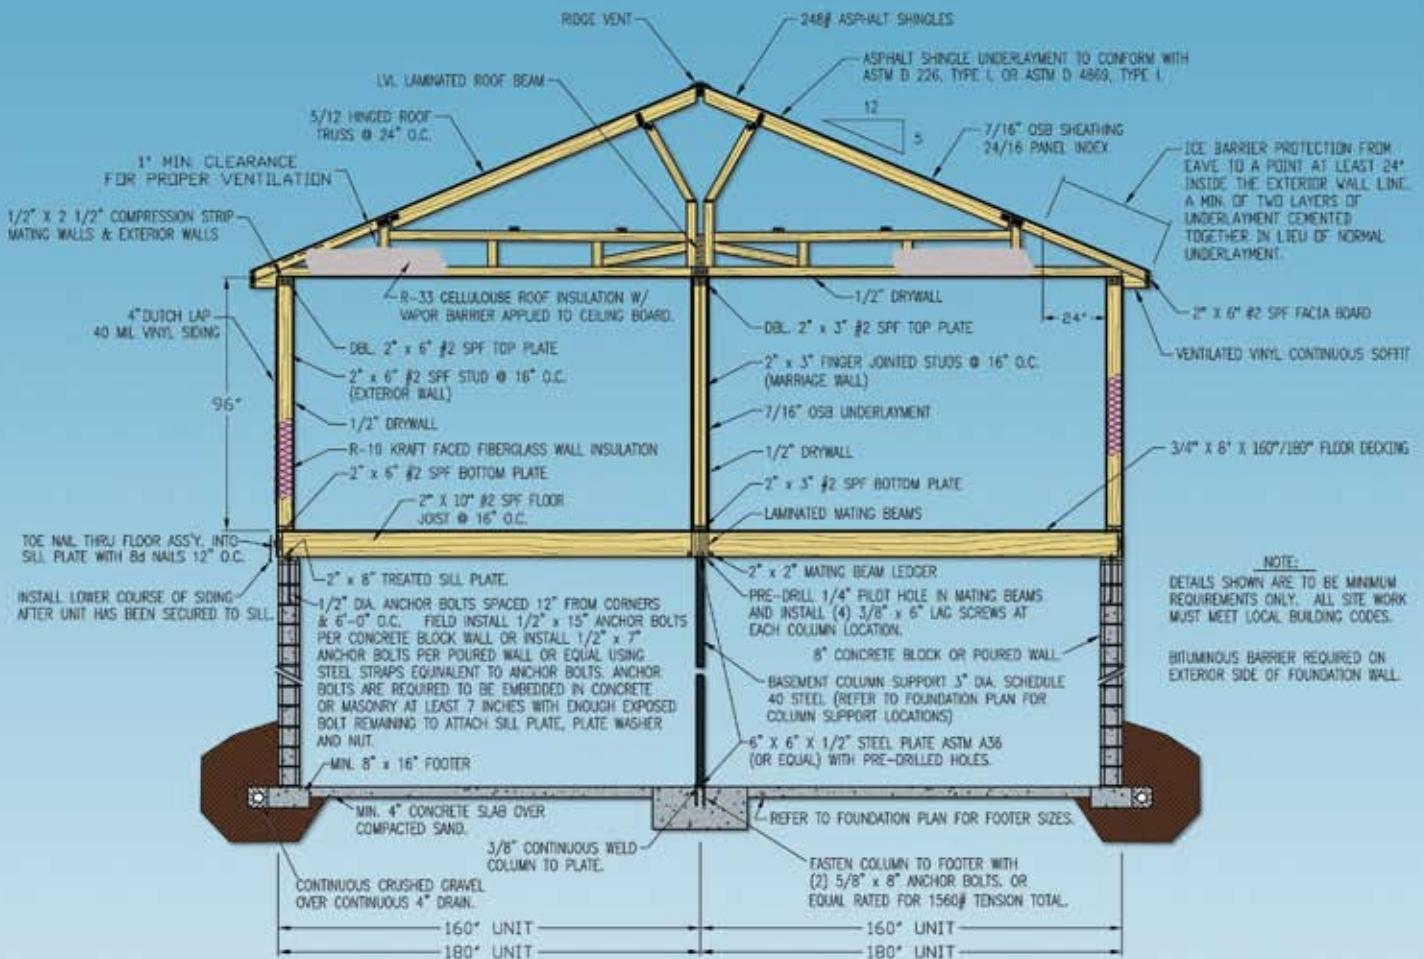 RIDGE VENT
248# ASPHALT SHINGLES
ASPHALT SHINGLE UNDERLAYMENT TO CONFORM WITH
ASTM D 226, TYPE I, OR ASTM D 4869, TYPE I.
LVL LAMINATED ROOF BEAM
5/12 HINGED ROOF
TRUSS @ 24" O.C.
12
5
7/16" OSB SHEATHING
24/16 PANEL INDEX
1" MIN. CLEARANCE
FOR PROPER VENTILATION
ICE BARRIER PROTECTION FROM
EAVE TO A POINT AT LEAST 24"
INSIDE THE EXTERIOR WALL LINE.
A MIN. OF TWO LAYERS OF
UNDERLAYMENT CEMENTED
TOGETHER IN LIEU OF NORMAL
UNDERLAYMENT.
1/2" X 2 1/2" COMPRESSION STRIP
MATING WALLS & EXTERIOR WALLS
R-33 CELLULOUSE ROOF INSULATION W/
VAPOR BARRIER APPLIED TO CEILING BOARD.
1/2" DRYWALL
24"
2" X 6" #2 SPF FACIA BOARD
VENTILATED VINYL CONTINUOUS SOFFIT
4" DUTCH LAP
40 MIL VINYL SIDING
DBL. 2" x 6" #2 SPF TOP PLATE
2" x 6" #2 SPF STUD @ 16" O.C.
(EXTERIOR WALL)
96"
1/2" DRYWALL
R-19 KRAFT FACED FIBERGLASS WALL INSULATION
2" x 6" #2 SPF BOTTOM PLATE
2" X 10" #2 SPF FLOOR
JOIST @ 16" O.C.
DBL. 2" x 3" #2 SPF TOP PLATE
2" x 3" FINGER JOINTED STUDS @ 16" O.C.
(MARRIAGE WALL)
7/16" OSB UNDERLAYMENT
1/2" DRYWALL
2" x 3" #2 SPF BOTTOM PLATE
LAMINATED MATING BEAMS
3/4" X 8' X 160"/180" FLOOR DECKING
TOE NAIL THRU FLOOR ASS'Y. INTO
SILL PLATE WITH 8d NAILS 12" O.C.
INSTALL LOWER COURSE OF SIDING
AFTER UNIT HAS BEEN SECURED TO SILL.
2" x 8" TREATED SILL PLATE.
1/2" DIA. ANCHOR BOLTS SPACED 12" FROM CORNERS
& 6'-0" O.C. FIELD INSTALL 1/2" x 15" ANCHOR BOLTS
PER CONCRETE BLOCK WALL OR INSTALL 1/2" x 7"
ANCHOR BOLTS PER POURED WALL OR EQUAL USING
STEEL STRAPS EQUIVALENT TO ANCHOR BOLTS. ANCHOR
BOLTS ARE REQUIRED TO BE EMBEDDED IN CONCRETE
OR MASONRY AT LEAST 7 INCHES WITH ENOUGH EXPOSED
BOLT REMAINING TO ATTACH SILL PLATE, PLATE WASHER
AND NUT.
MIN. 8" x 16" FOOTER
MIN. 4" CONCRETE SLAB OVER
COMPACTED SAND.
3/8" CONTINUOUS WELD
COLUMN TO PLATE.
CONTINUOUS CRUSHED GRAVEL
OVER CONTINUOUS 4" DRAIN.
2" x 2" MATING BEAM LEDGER
PRE-DRILL 1/4" PILOT HOLE IN MATING BEAMS
AND INSTALL (4) 3/8" x 6" LAG SCREWS AT
EACH COLUMN LOCATION.
8" CONCRETE BLOCK OR POURED WALL
BASEMENT COLUMN SUPPORT 3" DIA. SCHEDULE
40 STEEL (REFER TO FOUNDATION PLAN FOR
COLUMN SUPPORT LOCATIONS)
6" X 6" X 1/2" STEEL PLATE ASTM A36
(OR EQUAL) WITH PRE-DRILLED HOLES.
REFER TO FOUNDATION PLAN FOR FOOTER SIZES.
FASTEN COLUMN TO FOOTER WITH
(2) 5/8" x 8" ANCHOR BOLTS, OR
EQUAL RATED FOR 1560# TENSION TOTAL.
NOTE:
DETAILS SHOWN ARE TO BE MINIMUM
REQUIREMENTS ONLY. ALL SITE WORK
MUST MEET LOCAL BUILDING CODES.
BITUMINOUS BARRIER REQUIRED ON
EXTERIOR SIDE OF FOUNDATION WALL.
160" UNIT
160" UNIT
180" UNIT
180" UNIT